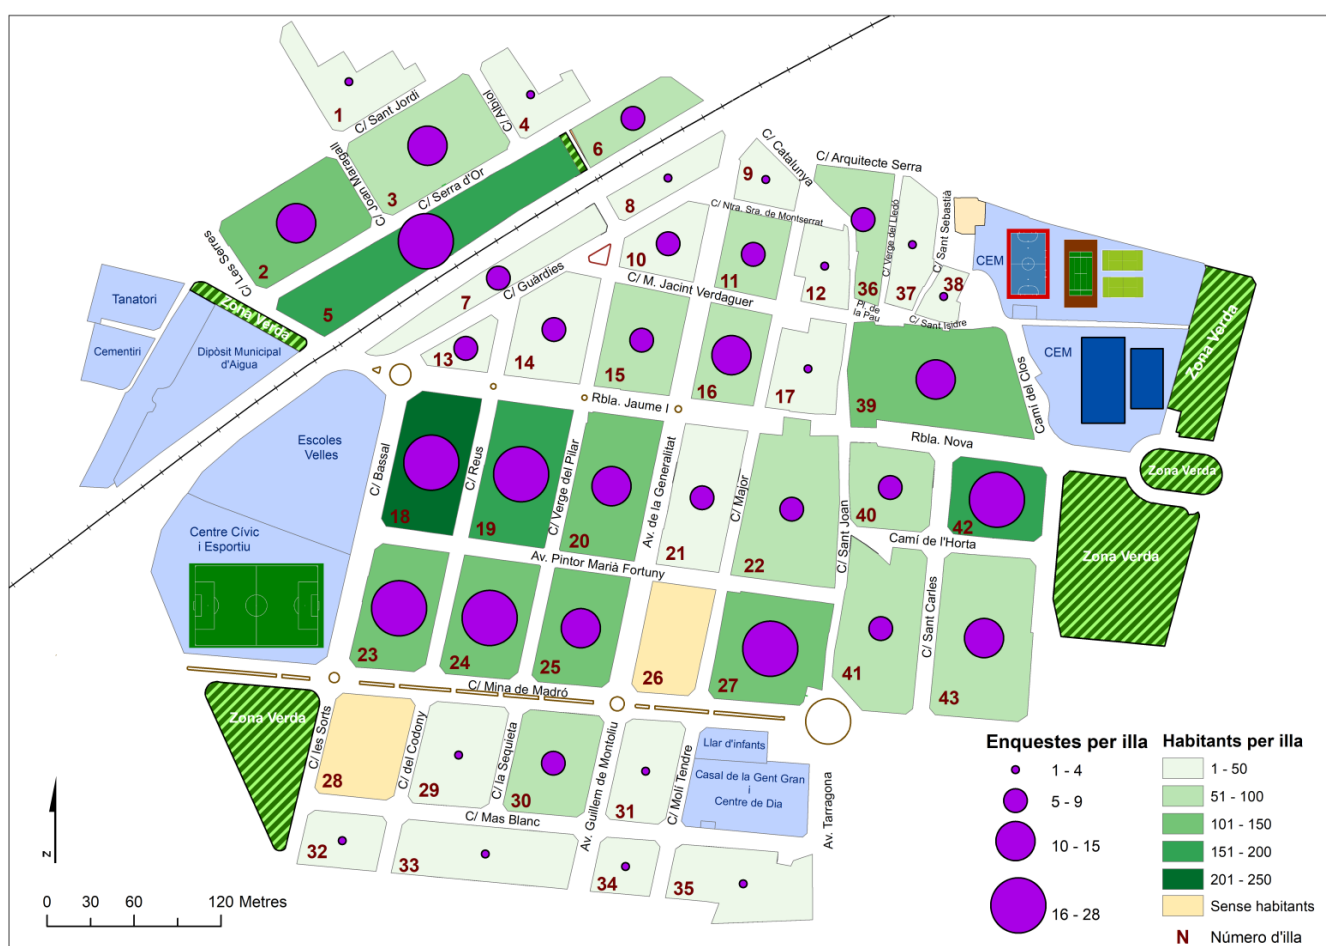 1
C/ Sant Jordi
C/ Albiol
4
6
C/ Joan Maragall
3
C/ Serra d'Or
C/ Les Serres
2
5
8
C/ Catalunya
9
C/ Arquitecte Serra
C/ Ntra. Sra. de Montserrat
C/ Verge del Lledó
C/ Sant Sebastià
10
11
12
36
37
38
CEM
Pl. de
la Pau
C/ Sant Isidre
C/ M. Jacint Verdaguer
7
C/ Guàrdies
Tanatori
Cementiri
Zona Verda
Dipòsit Municipal
d'Aigua
13
14
15
16
17
39
CEM
Camí del Clos
Zona Verda
Rbla. Jaume I
Rbla. Nova
Escoles
Velles
C/ Bassal
C/ Reus
C/ Verge del Pilar
Av. de la Generalitat
C/ Major
C/ Sant Joan
18
19
20
21
22
40
42
Zona Verda
Camí de l'Horta
Zona Verda
Centre Cívic
i Esportiu
Av. Pintor Marià Fortuny
C/ Sant Carles
23
24
25
26
27
41
43
C/ Mina de Madró
Zona Verda
C/ les Sorts
C/ del Codony
C/ la Sequieta
Av. Guillem de Montoliu
C/ Molí Tendre
Av. Tarragona
28
29
30
31
Llar d'infants
Casal de la Gent Gran
i
Centre de Dia
C/ Mas Blanc
32
33
34
35
N
0 30 60 120 Metres
Enquestes per illa
1 - 4
5 - 9
10 - 15
16 - 28
Habitants per illa
1 - 50
51 - 100
101 - 150
151 - 200
201 - 250
Sense habitants
N Número d'illa